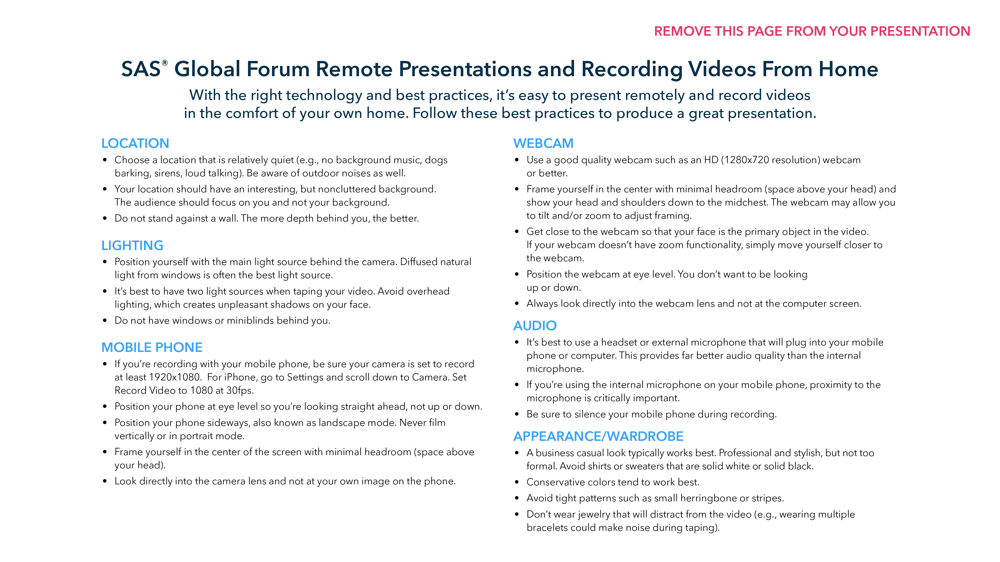 REMOVE THIS PAGE FROM YOUR PRESENTATION
SAS® Global Forum Remote Presentations and Recording Videos From Home
With the right technology and best practices, it’s easy to present remotely and record videos
in the comfort of your own home. Follow these best practices to produce a great presentation.
LOCATION
• Choose a location that is relatively quiet (e.g., no background music, dogs
barking, sirens, loud talking). Be aware of outdoor noises as well.
• Your location should have an interesting, but noncluttered background.
The audience should focus on you and not your background.
• Do not stand against a wall. The more depth behind you, the better.
LIGHTING
• Position yourself with the main light source behind the camera. Diffused natural
light from windows is often the best light source.
• It’s best to have two light sources when taping your video. Avoid overhead
lighting, which creates unpleasant shadows on your face.
• Do not have windows or miniblinds behind you.
MOBILE PHONE
• If you’re recording with your mobile phone, be sure your camera is set to record
at least 1920x1080.  For iPhone, go to Settings and scroll down to Camera. Set
Record Video to 1080 at 30fps.
• Position your phone at eye level so you’re looking straight ahead, not up or down.
• Position your phone sideways, also known as landscape mode. Never film
vertically or in portrait mode.
• Frame yourself in the center of the screen with minimal headroom (space above
your head).
• Look directly into the camera lens and not at your own image on the phone.
WEBCAM
• Use a good quality webcam such as an HD (1280x720 resolution) webcam
or better.
• Frame yourself in the center with minimal headroom (space above your head) and
show your head and shoulders down to the midchest. The webcam may allow you
to tilt and/or zoom to adjust framing.
• Get close to the webcam so that your face is the primary object in the video.
If your webcam doesn’t have zoom functionality, simply move yourself closer to
the webcam.
• Position the webcam at eye level. You don’t want to be looking
up or down.
• Always look directly into the webcam lens and not at the computer screen.
AUDIO
• It’s best to use a headset or external microphone that will plug into your mobile
phone or computer. This provides far better audio quality than the internal
microphone.
• If you’re using the internal microphone on your mobile phone, proximity to the
microphone is critically important.
• Be sure to silence your mobile phone during recording.
APPEARANCE/WARDROBE
• A business casual look typically works best. Professional and stylish, but not too
formal. Avoid shirts or sweaters that are solid white or solid black.
• Conservative colors tend to work best.
• Avoid tight patterns such as small herringbone or stripes.
• Don’t wear jewelry that will distract from the video (e.g., wearing multiple
bracelets could make noise during taping).